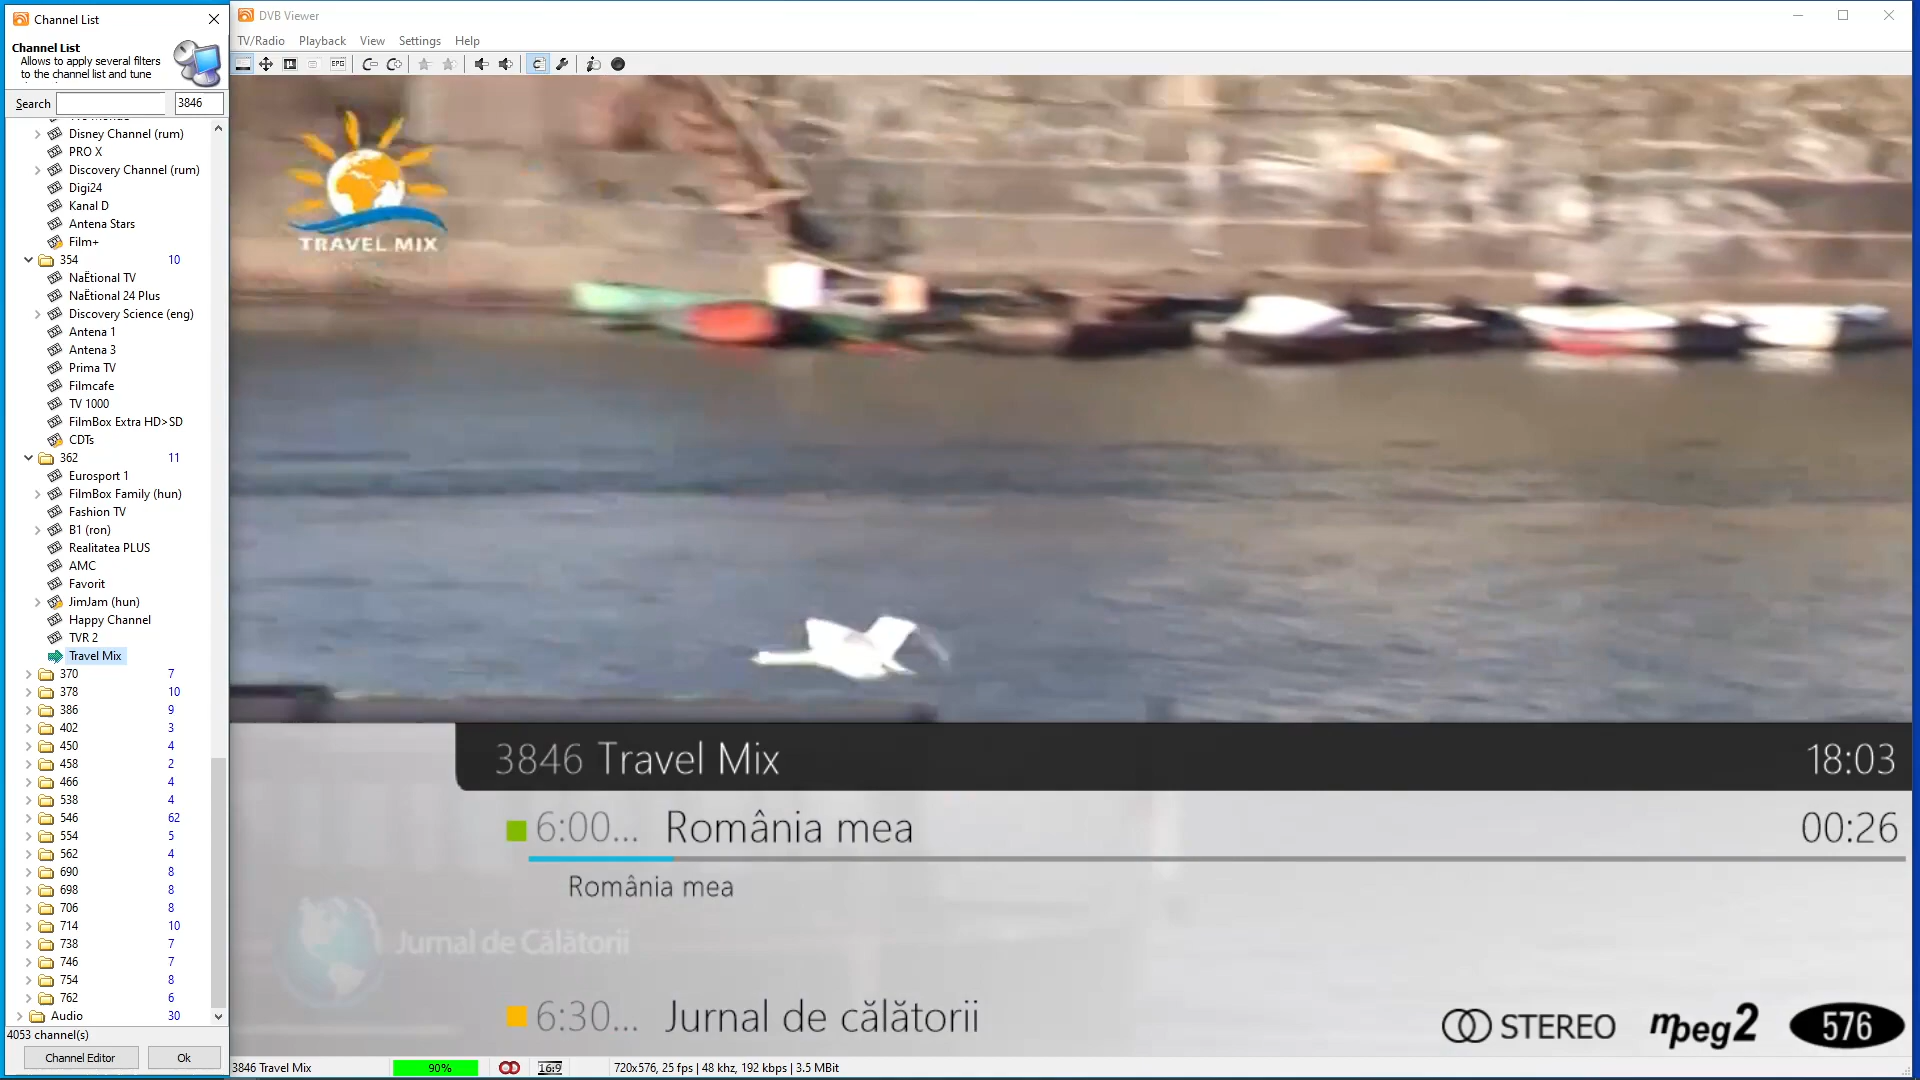 Channel List
DVB Viewer
TV/Radio Playback View Settings Help
Channel List
Allows to apply several filters
to the channel list and tune
Search 3846
EPG
Disney Channel (rum)
PRO X
Discovery Channel (rum)
Digi24
Kanal D
Antena Stars
Film+
354 10
NaËtional TV
NaËtional 24 Plus
Discovery Science (eng)
Antena 1
Antena 3
Prima TV
Filmcafe
TV 1000
FilmBox Extra HD>SD
CDTs
362 11
Eurosport 1
FilmBox Family (hun)
Fashion TV
B1 (ron)
Realitatea PLUS
AMC
Favorit
JimJam (hun)
Happy Channel
TVR 2
Travel Mix
370 7
378 10
386 9
402 3
450 4
458 2
466 4
538 4
546 62
554 5
562 4
690 8
698 8
706 8
714 10
738 7
746 7
754 8
762 6
Audio 30
4053 channel(s)
Channel Editor Ok
TRAVEL MIX
3846 Travel Mix 18:03
6:00... România mea 00:26
România mea
Jurnal de Călătorii
6:30... Jurnal de călătorii
STEREO mpeg2 576
3846 Travel Mix 90% 16:9 720x576, 25 fps | 48 khz, 192 kbps | 3.5 MBit